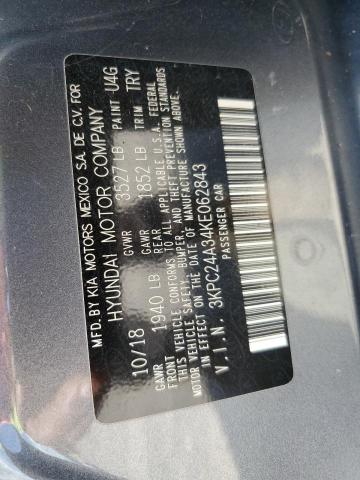 MFD. BY KIA MOTORS MEXICO S.A. DE C.V. FOR
HYUNDAI MOTOR COMPANY
10/18 GVWR 3527 LB PAINT U4G
GAWR FRONT 1940 LB GAWR REAR 1852 LB TRIM TRY
THIS VEHICLE CONFORMS TO ALL APPLICABLE U.S.A. FEDERAL
MOTOR VEHICLE SAFETY, BUMPER, AND THEFT PREVENTION STANDARDS
IN EFFECT ON THE DATE OF MANUFACTURE SHOWN ABOVE.
V.I.N. : 3KPC24A34KE062843
PASSENGER CAR